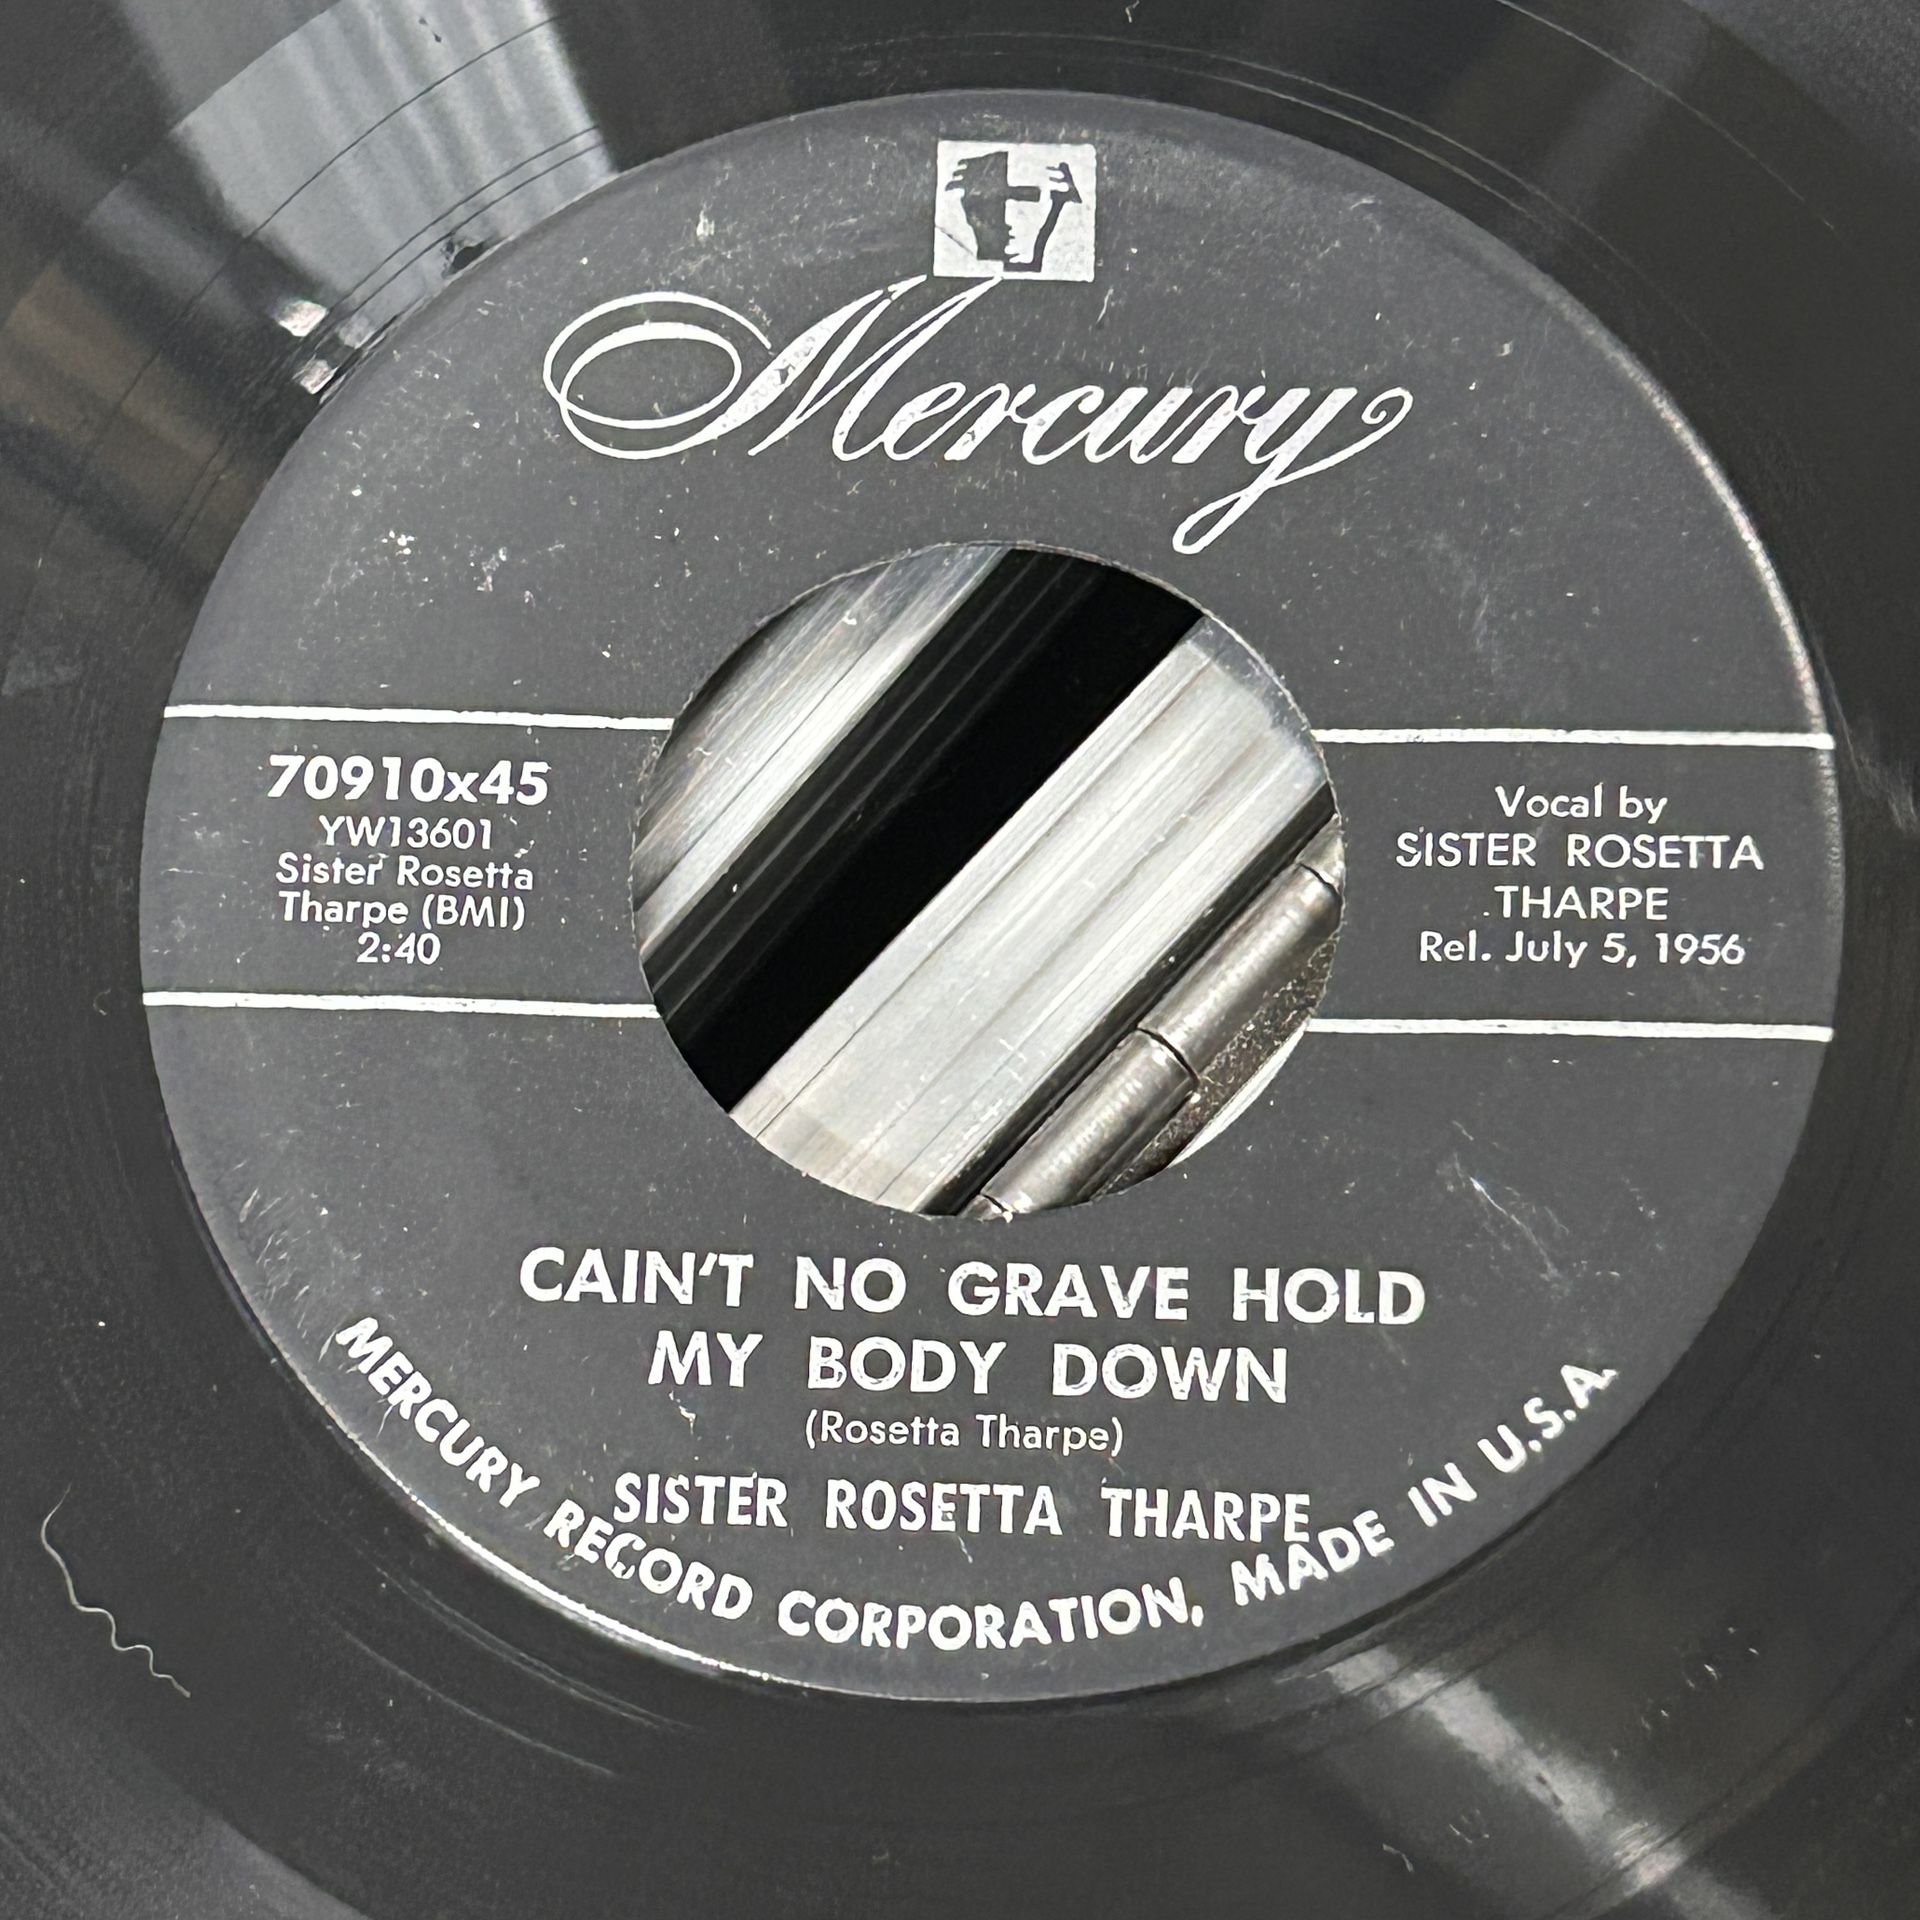 Mercury
70910x45
YW13601
Sister Rosetta
Tharpe (BMI)
2:40
Vocal by
SISTER ROSETTA
THARPE
Rel. July 5, 1956
CAIN'T NO GRAVE HOLD
MY BODY DOWN
(Rosetta Tharpe)
SISTER ROSETTA THARPE
MERCURY RECORD CORPORATION, MADE IN U.S.A.